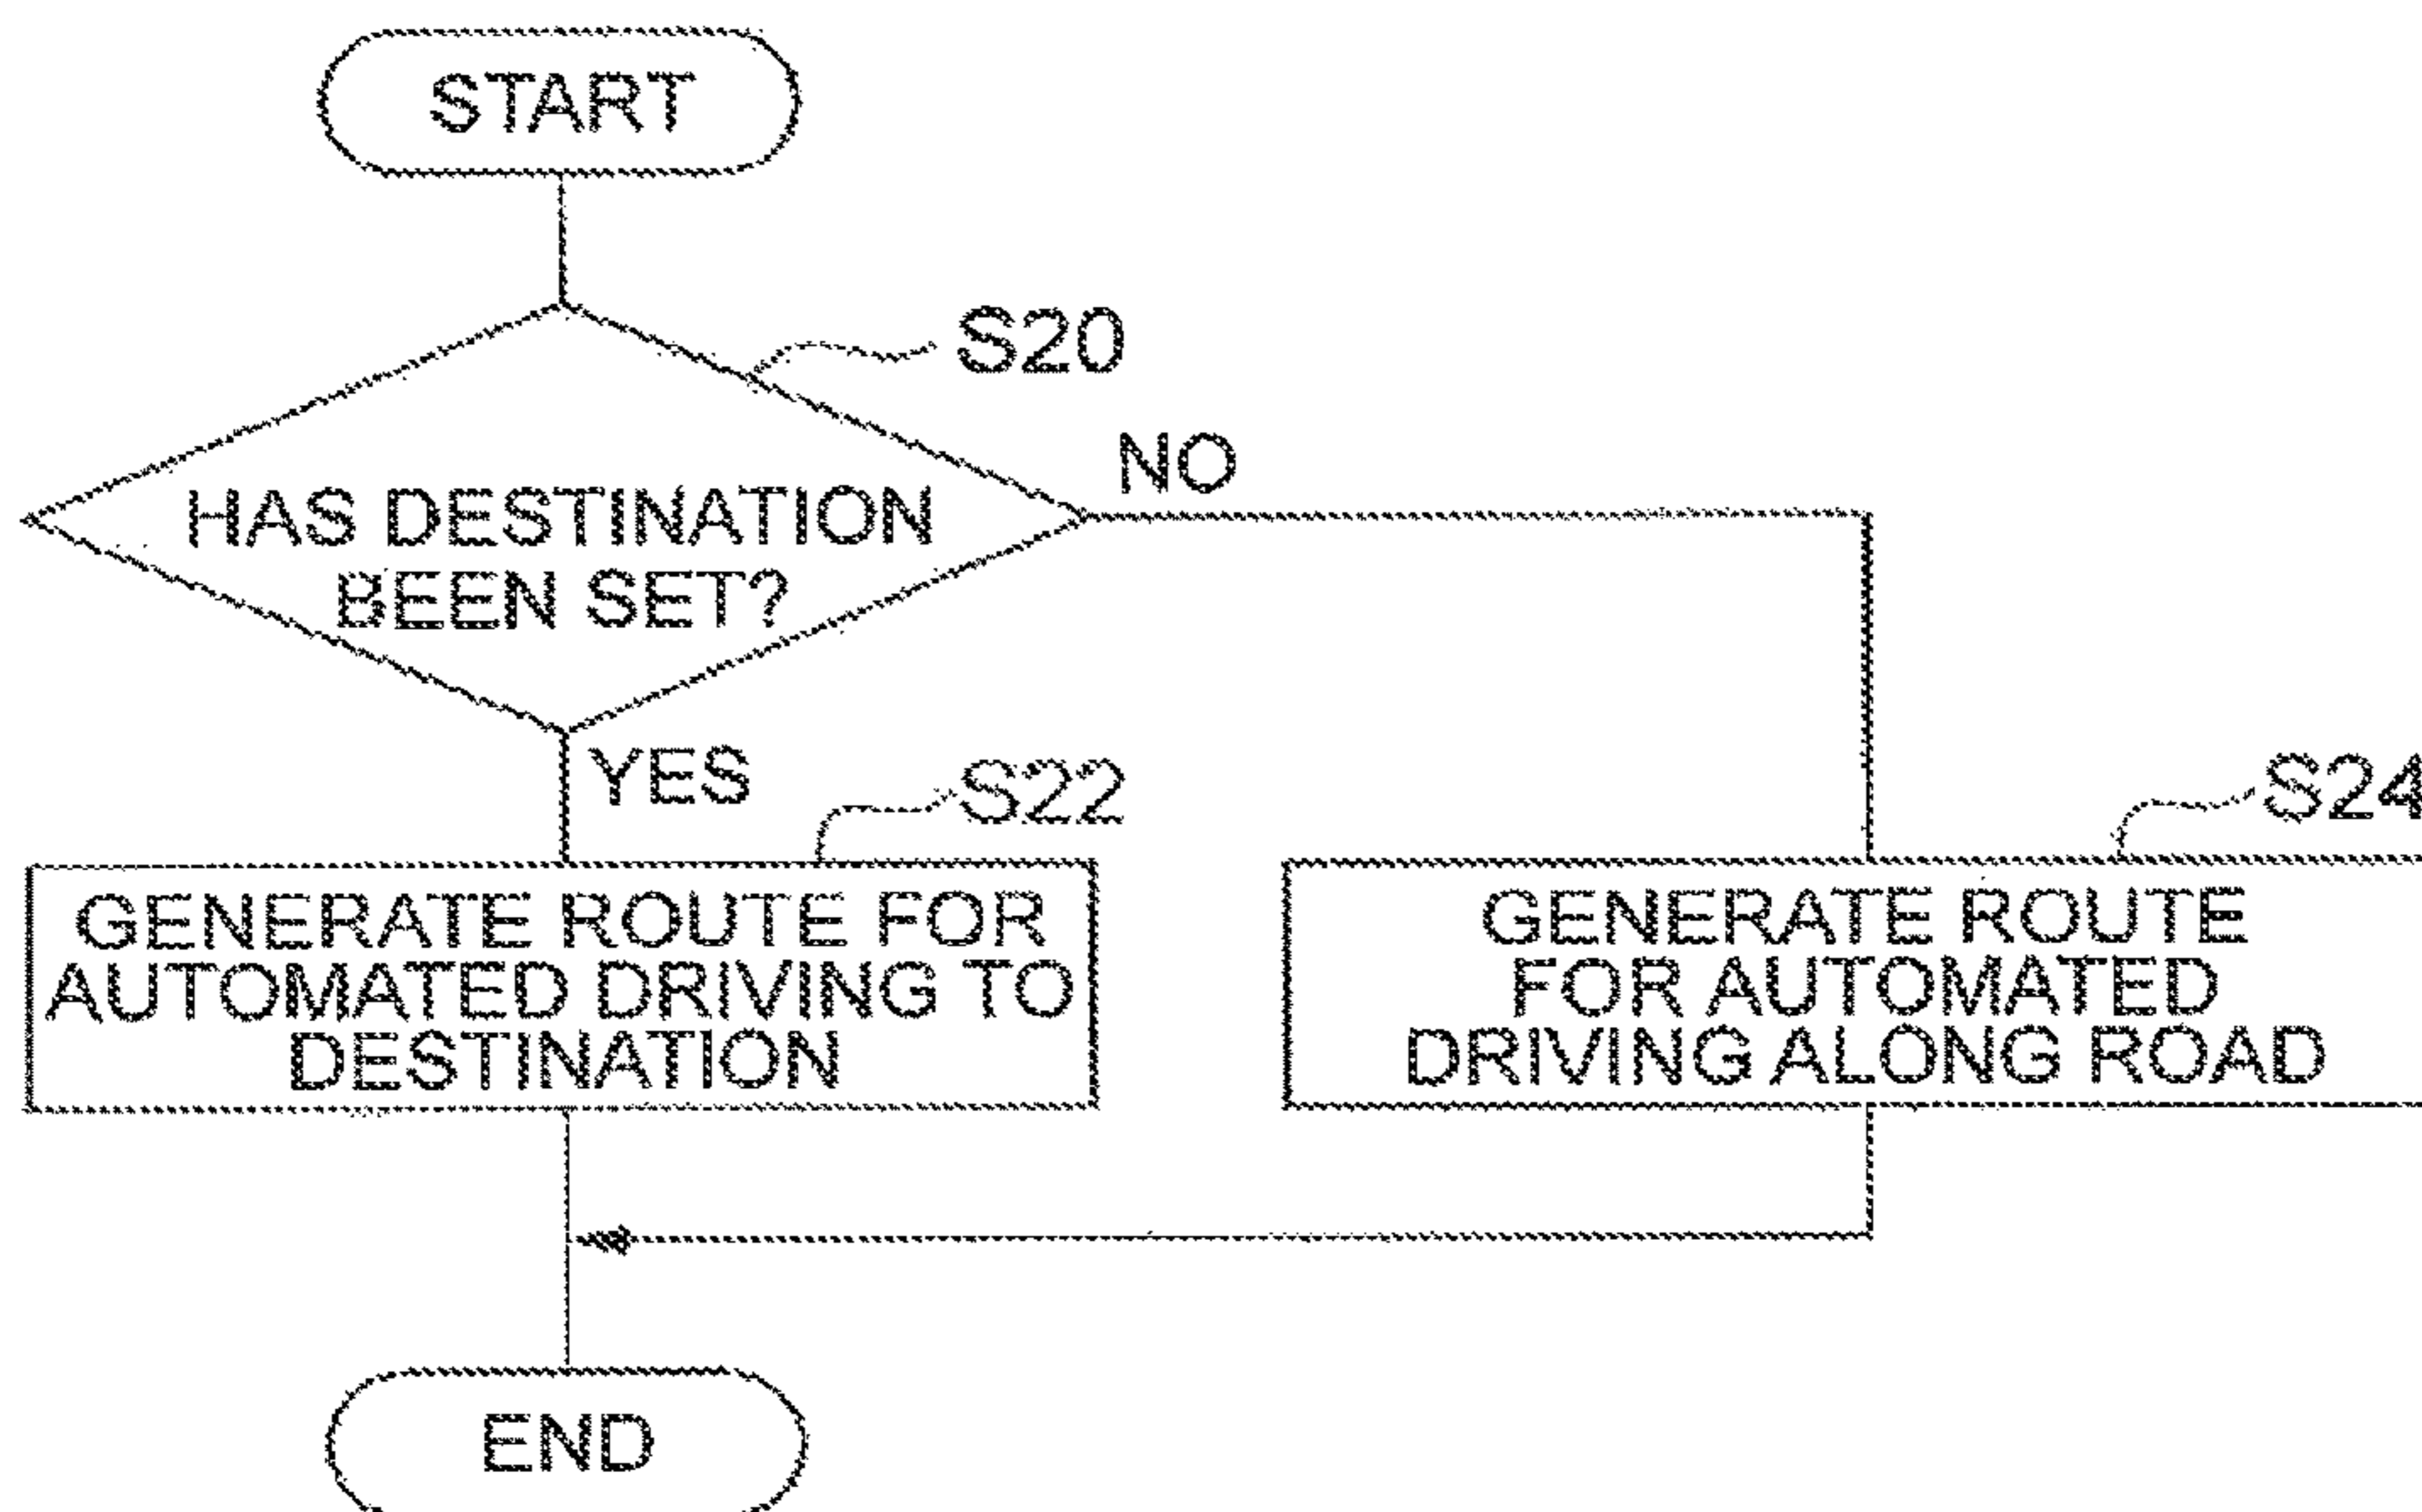 START
S20
NO
HAS DESTINATION
BEEN SET?
YES
S22
S24
GENERATE ROUTE FOR
AUTOMATED DRIVING TO
DESTINATION
GENERATE ROUTE
FOR AUTOMATED
DRIVING ALONG ROAD
END